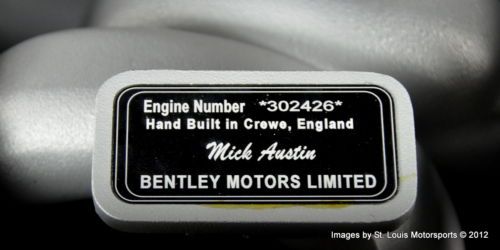 Engine Number *302426*
Hand Built in Crewe, England
Mick Austin
BENTLEY MOTORS LIMITED
Images by St. Louis Motorsports © 2012